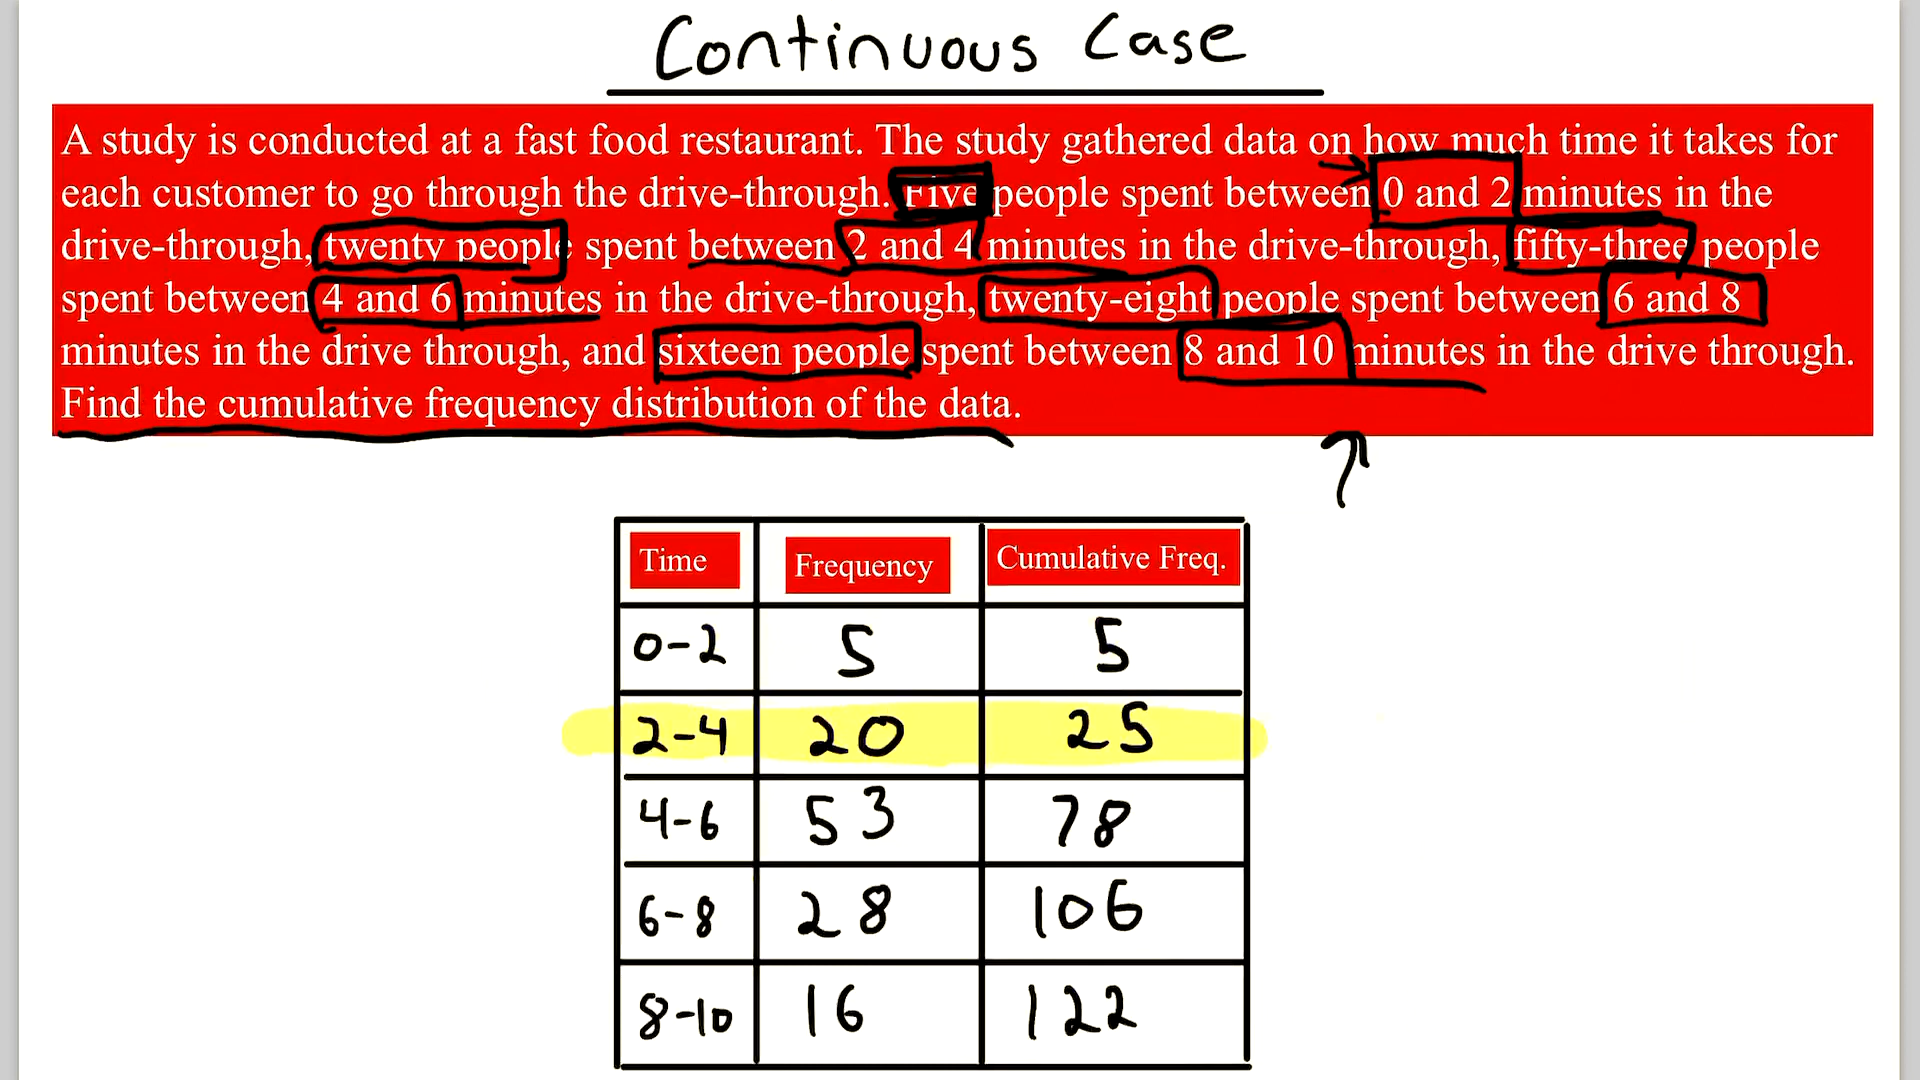 Continuous Case
A study is conducted at a fast food restaurant. The study gathered data on how much time it takes for
each customer to go through the drive-through. Five people spent between 0 and 2 minutes in the
drive-through, twenty people spent between 2 and 4 minutes in the drive-through, fifty-three people
spent between 4 and 6 minutes in the drive-through, twenty-eight people spent between 6 and 8
minutes in the drive through, and sixteen people spent between 8 and 10 minutes in the drive through.
Find the cumulative frequency distribution of the data.
Time Frequency Cumulative Freq.
0-2 5 5
2-4 20 25
4-6 53 78
6-8 28 106
8-10 16 122